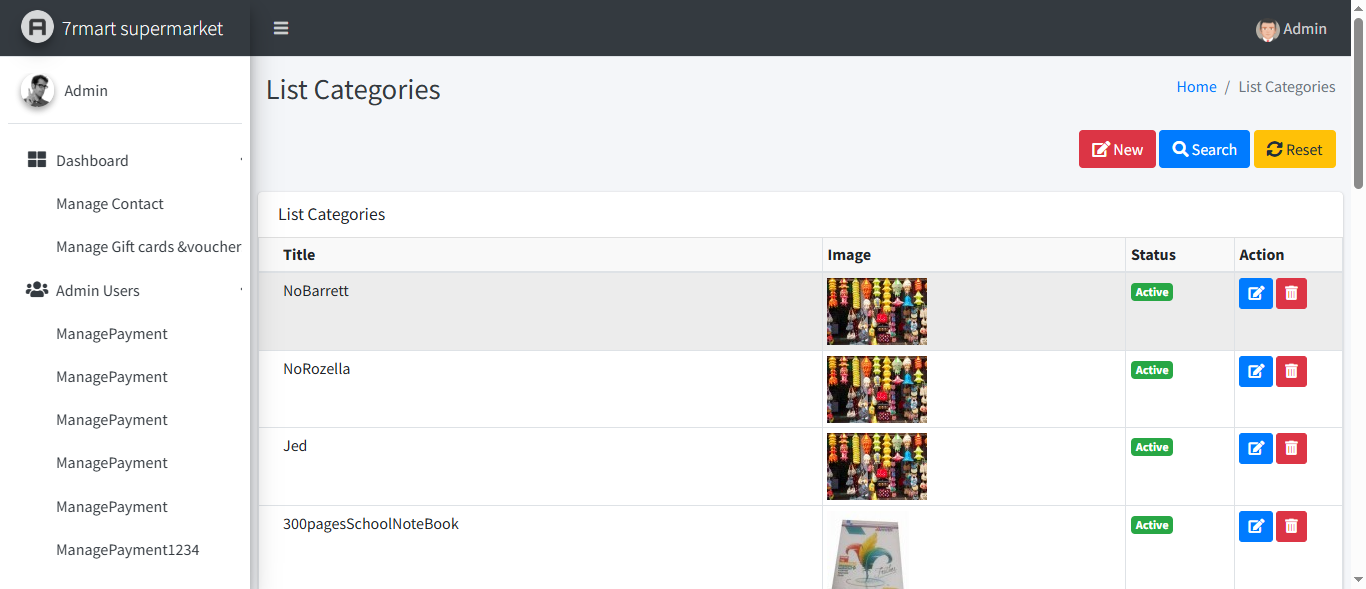 7rmart supermarket
Admin
Admin
Dashboard
Manage Contact
Manage Gift cards &voucher
Admin Users
ManagePayment
ManagePayment
ManagePayment
ManagePayment
ManagePayment
ManagePayment1234
List Categories
Home / List Categories
New Search Reset
List Categories
Title Image Status Action
NoBarrett Active
NoRozella Active
Jed Active
300pagesSchoolNoteBook Active